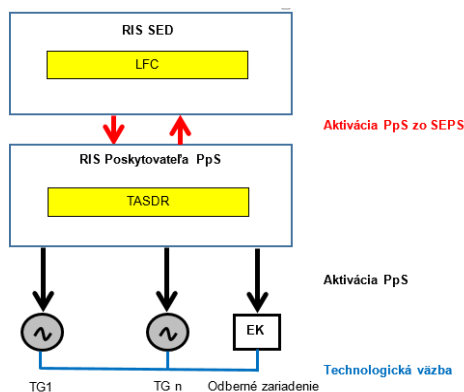 RIS SED
LFC
Aktivácia PpS zo SEPS
RIS Poskytovateľa PpS
TASDR
Aktivácia PpS
EK
Technologická väzba
TG1
TG n
Odberné zariadenie